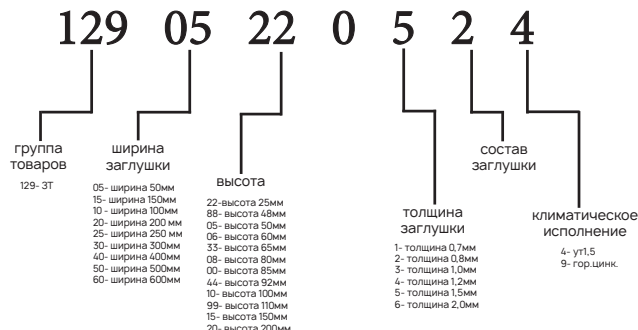 129 05 22 0 5 2 4
группа
товаров
129- ЗТ
ширина
заглушки
05- ширина 50мм
15- ширина 150мм
10 - ширина 100мм
20- ширина 200 мм
25- ширина 250 мм
30- ширина 300мм
40- ширина 400мм
50- ширина 500мм
60- ширина 600мм
высота
22-высота 25мм
88- высота 48мм
05- высота 50мм
06- высота 60мм
33- высота 65мм
08- высота 80мм
00- высота 85мм
44- высота 92мм
10- высота 100мм
99- высота 110мм
15- высота 150мм
20- высота 200мм
толщина
заглушки
1- толщина 0,7мм
2- толщина 0,8мм
3- толщина 1,0мм
4- толщина 1,2мм
5- толщина 1,5мм
6- толщина 2,0мм
состав
заглушки
климатическое
исполнение
4- ут1,5
9- гор.цинк.